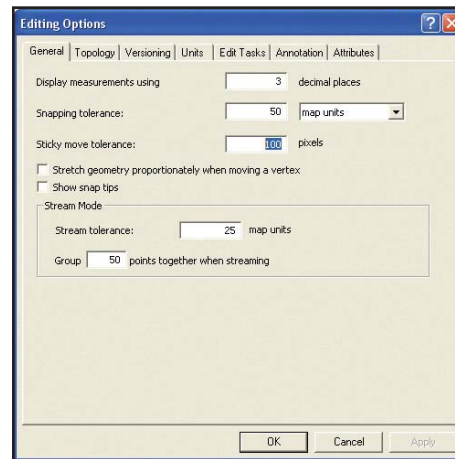 Editing Options
General Topology Versioning Units Edit Tasks Annotation Attributes
Display measurements using 3 decimal places
Snapping tolerance: 50 map units
Sticky move tolerance: 100 pixels
Stretch geometry proportionately when moving a vertex
Show snap tips
Stream Mode
Stream tolerance: 25 map units
Group 50 points together when streaming
OK Cancel Apply